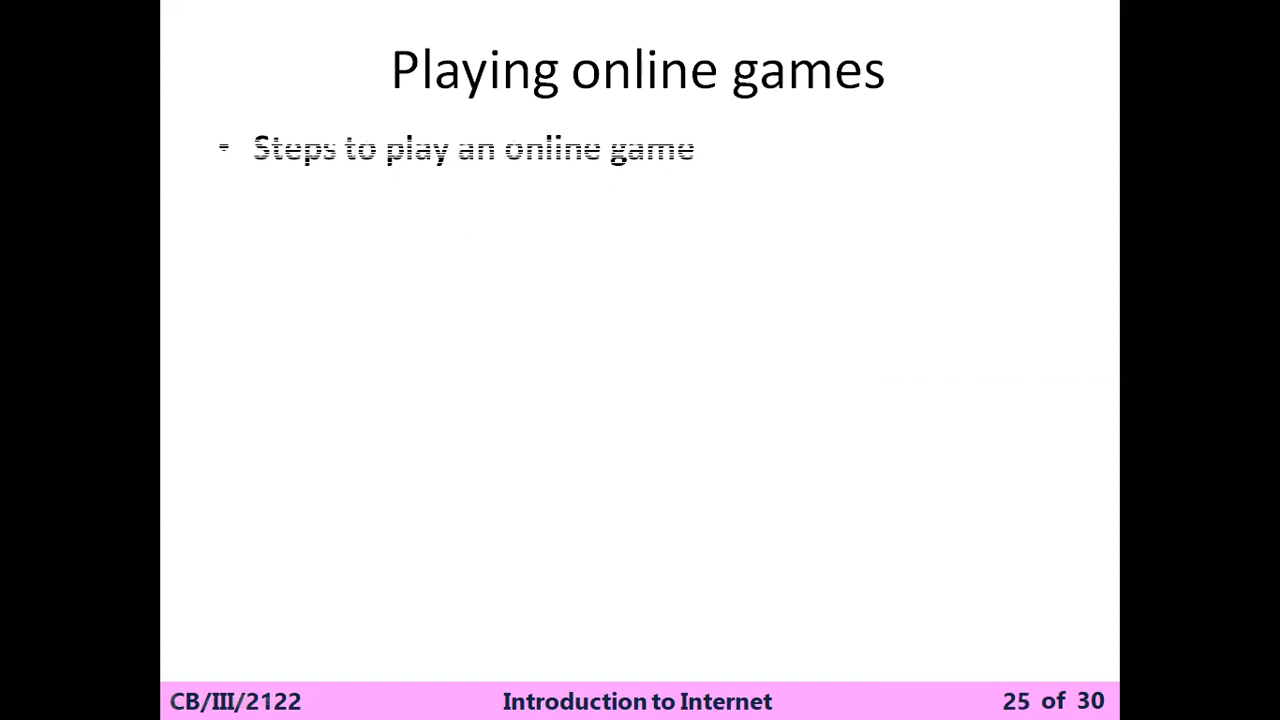 Playing online games
• Steps to play an online game
CB/III/2122 Introduction to Internet 25 of 30